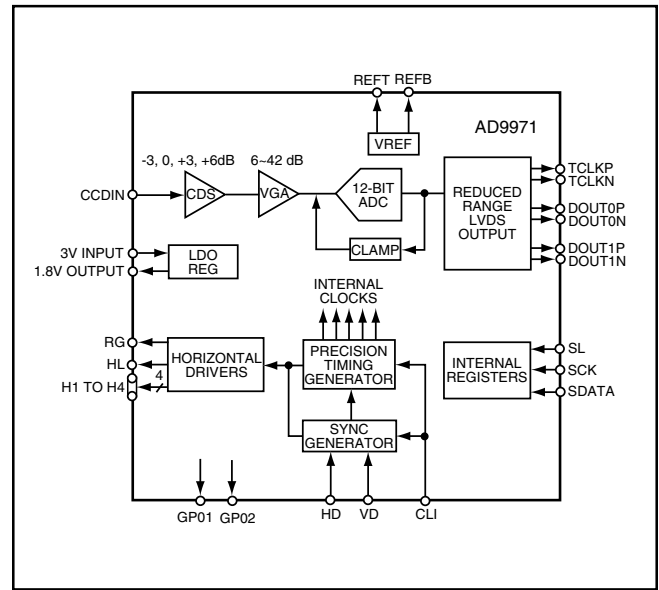 REFT REFB
AD9971
VREF
-3, 0, +3, +6dB
6~42 dB
CCDIN
CDS
VGA
12-BIT
ADC
REDUCED
RANGE
LVDS
OUTPUT
TCLKP
TCLKN
DOUT0P
DOUT0N
DOUT1P
DOUT1N
CLAMP
3V INPUT
1.8V OUTPUT
LDO
REG
INTERNAL
CLOCKS
RG
HL
H1 TO H4
4
HORIZONTAL
DRIVERS
PRECISION
TIMING
GENERATOR
INTERNAL
REGISTERS
SL
SCK
SDATA
SYNC
GENERATOR
GP01
GP02
HD
VD
CLI